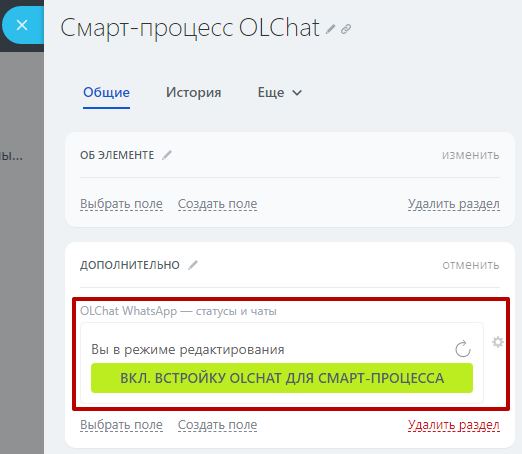 Смарт-процесс OLChat
Общие История Еще
ны...
ОБ ЭЛЕМЕНТЕ изменить
Выбрать поле Создать поле Удалить раздел
ДОПОЛНИТЕЛЬНО отменить
OLChat WhatsApp — статусы и чаты
Вы в режиме редактирования
ВКЛ. ВСТРОЙКУ OLCHAT ДЛЯ СМАРТ-ПРОЦЕССА
Выбрать поле Создать поле Удалить раздел